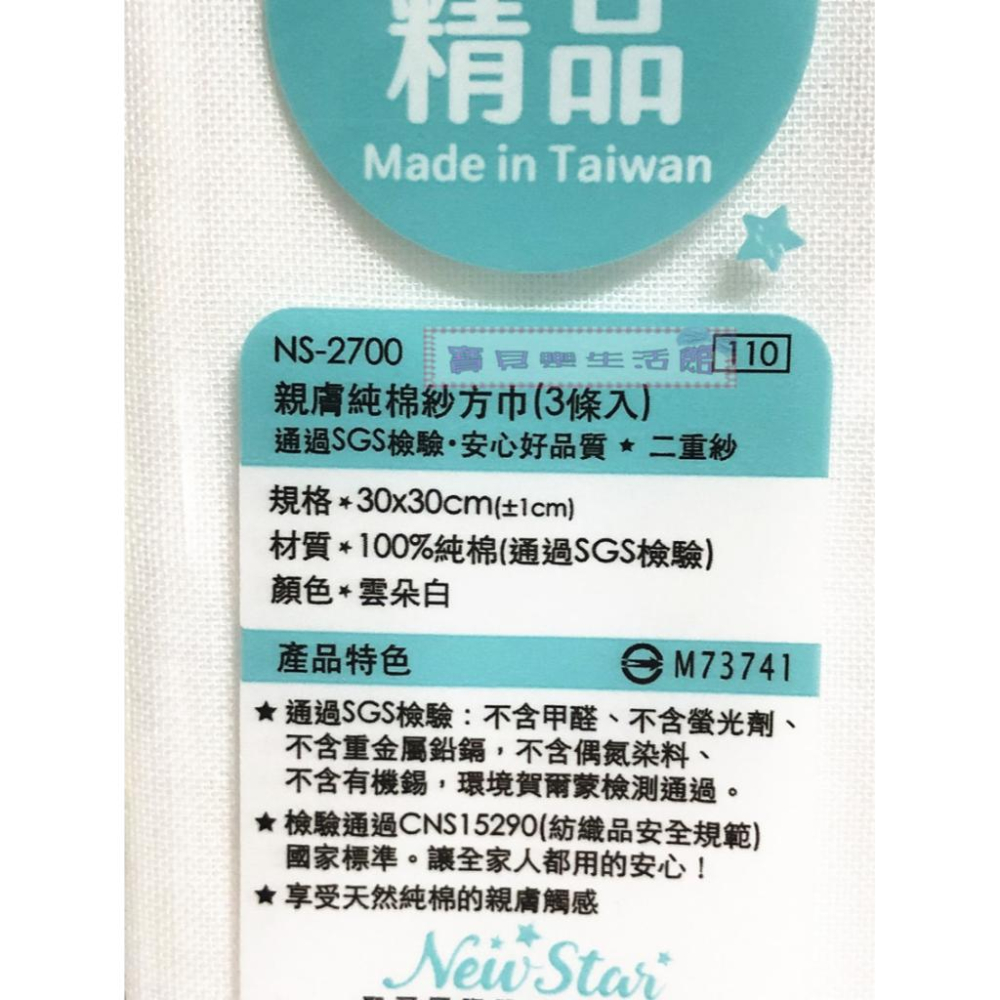 精品
Made in Taiwan
NS-2700 寶貝樂生活館 110
親膚純棉紗方巾(3條入)
通過SGS檢驗・安心好品質 ★ 二重紗
規格★30x30cm(±1cm)
材質★100%純棉(通過SGS檢驗)
顏色★雲朵白
產品特色 M73741
★ 通過SGS檢驗：不含甲醛、不含螢光劑、
不含重金屬鉛鎘，不含偶氮染料、
不含有機錫，環境賀爾蒙檢測通過。
★ 檢驗通過CNS15290(紡織品安全規範)
國家標準。讓全家人都用的安心！
★ 享受天然純棉的親膚觸感
New Star